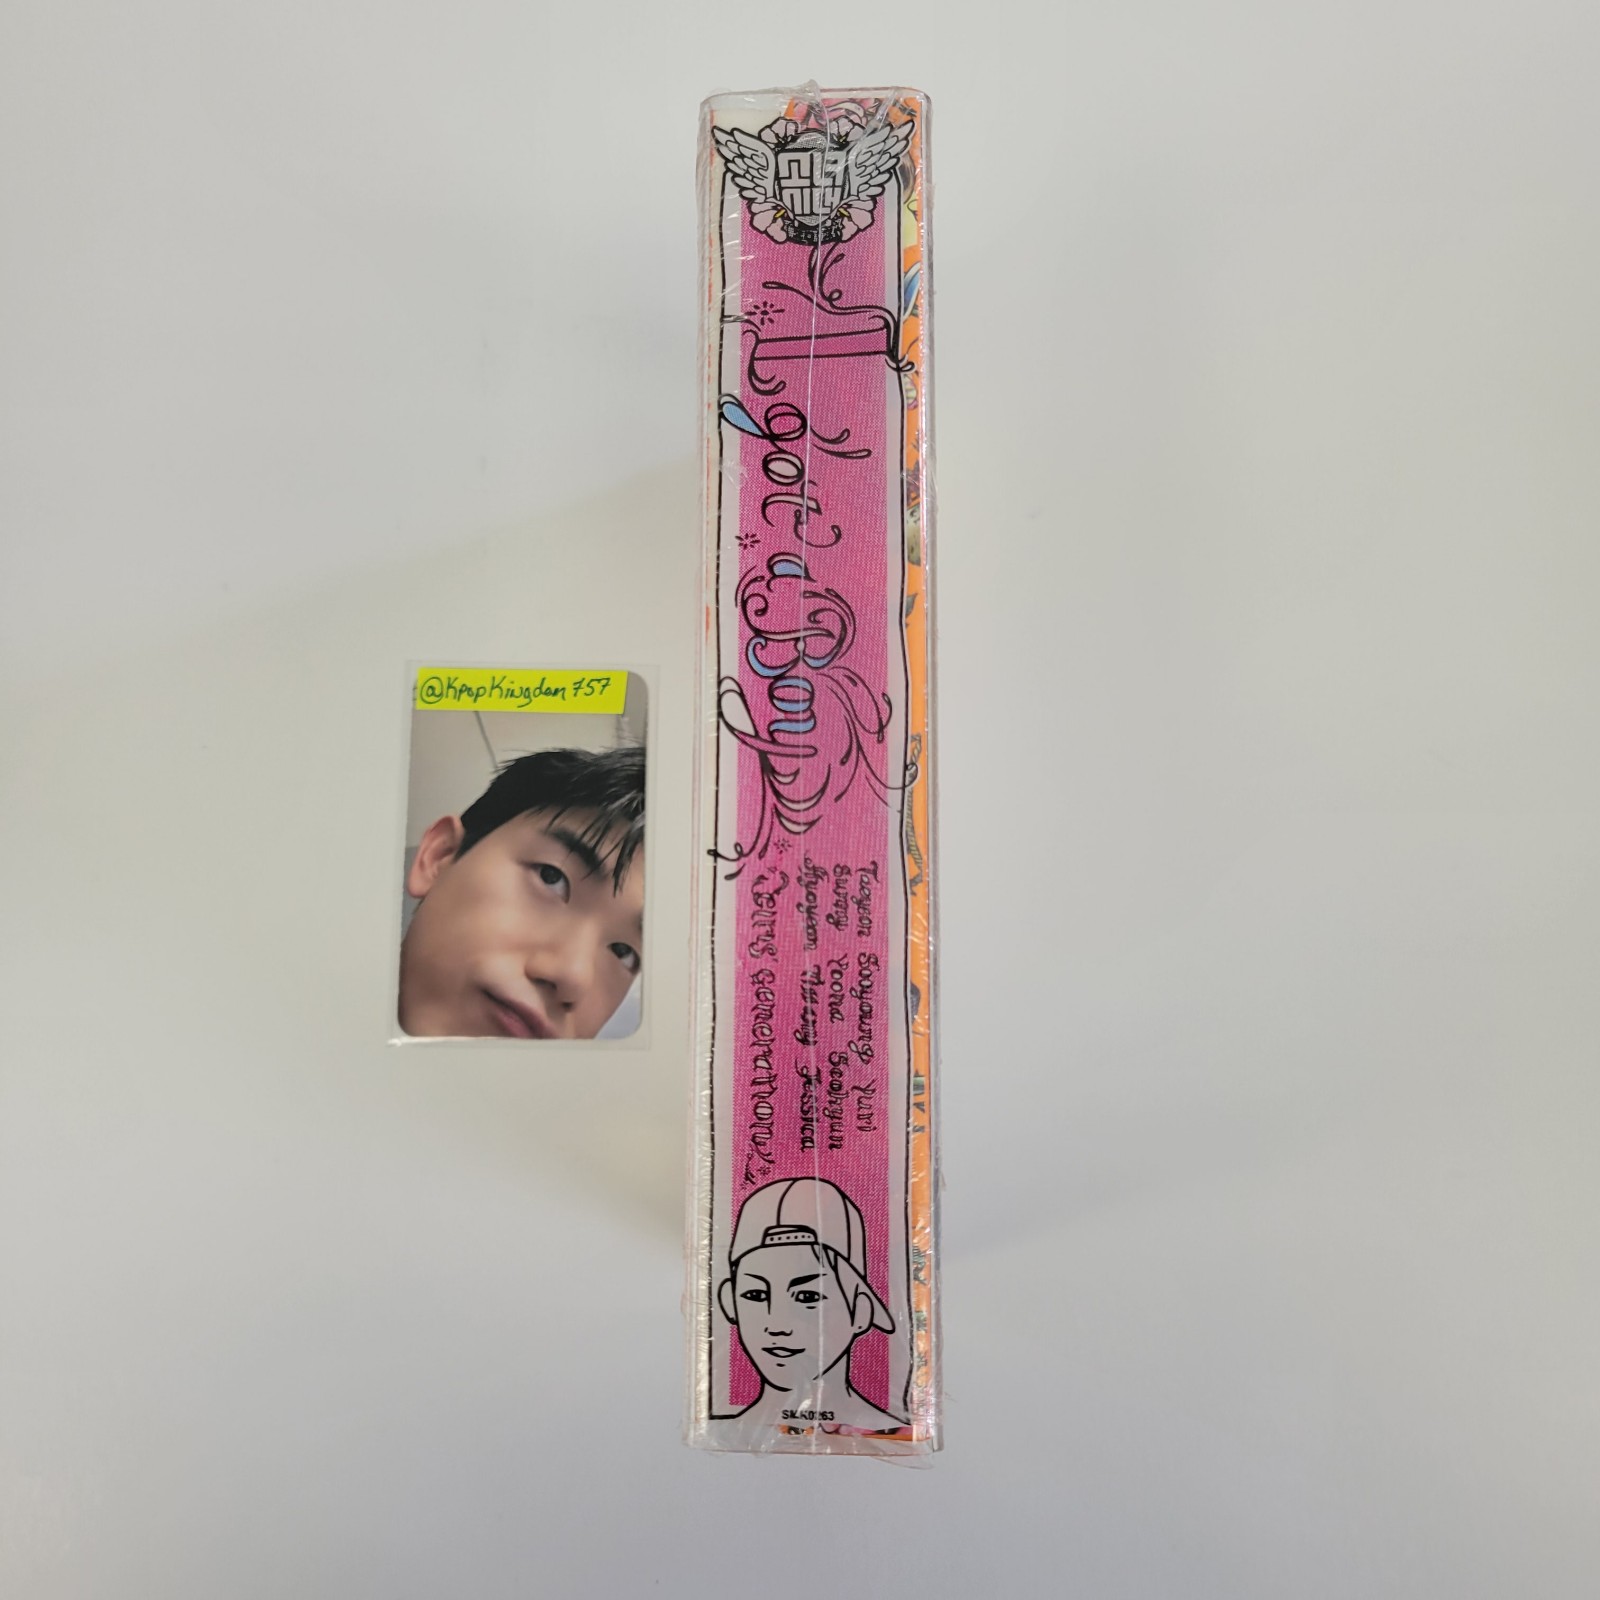 @KpopKingdom757
소녀시대
I got a Boy
Taeyeon Sooyoung Yuri
Sunny Yoona Seohyun
Hyoyeon Tiffany Jessica
Girls' Generation